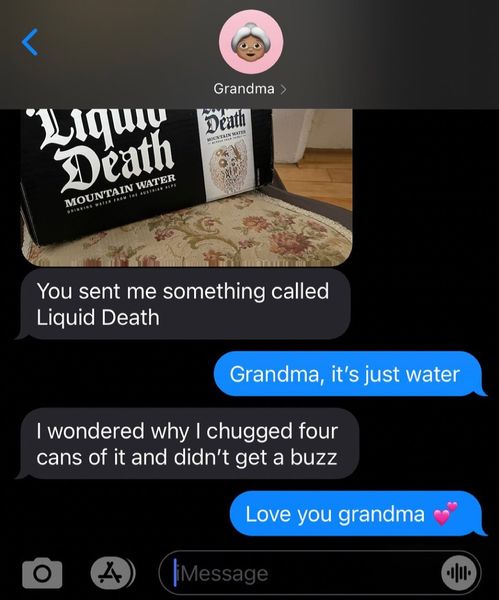 Grandma
Liquid
Death
MOUNTAIN WATER
DRINKING WATER FROM THE AUSTRIAN ALPS
Death
MOUNTAIN WATER
You sent me something called
Liquid Death
Grandma, it’s just water
I wondered why I chugged four
cans of it and didn’t get a buzz
Love you grandma 💕
iMessage